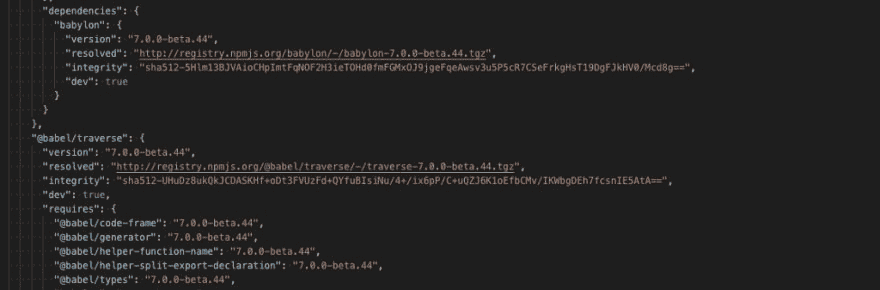 "dependencies": {
"babylon": {
"version": "7.0.0-beta.44",
"resolved": "http://registry.npmjs.org/babylon/-/babylon-7.0.0-beta.44.tgz",
"integrity": "sha512-5Hlm13BJVAioCHpImtFqNOF2H3ieTOHd0fmFGMxOJ9jgeFqeAwsv3u5P5cR7CSeFrkgHsT19DgFJkHV0/Mcd8g==",
"dev": true
}
}
},
"@babel/traverse": {
"version": "7.0.0-beta.44",
"resolved": "http://registry.npmjs.org/@babel/traverse/-/traverse-7.0.0-beta.44.tgz",
"integrity": "sha512-UHuDz8ukQkJCDASKHf+oDt3FVUzFd+QYfuBIsiNu/4+/ix6pP/C+uQZJ6K1oEfbCMv/IKWbgDEh7fcsnIE5AtA==",
"dev": true,
"requires": {
"@babel/code-frame": "7.0.0-beta.44",
"@babel/generator": "7.0.0-beta.44",
"@babel/helper-function-name": "7.0.0-beta.44",
"@babel/helper-split-export-declaration": "7.0.0-beta.44",
"@babel/types": "7.0.0-beta.44",